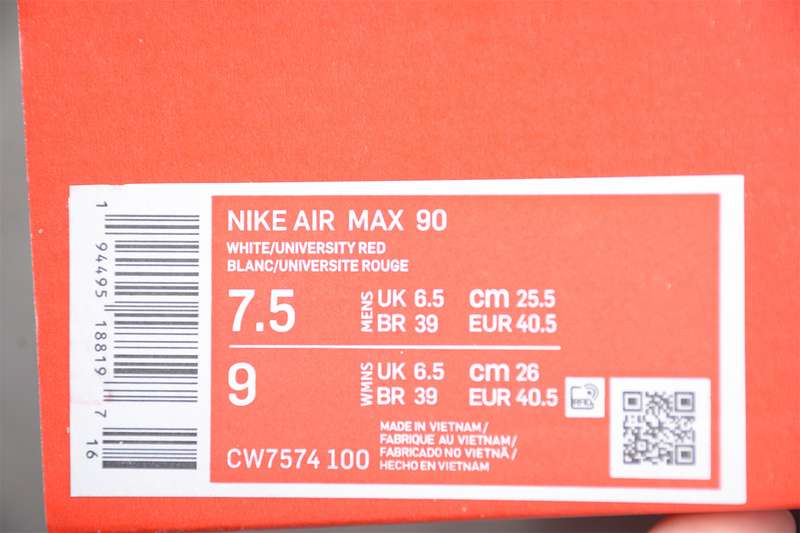 1 94495 18819 7 16
NIKE AIR MAX 90
WHITE/UNIVERSITY RED
BLANC/UNIVERSITE ROUGE
7.5 MENS UK 6.5 cm 25.5
BR 39 EUR 40.5
9 WMNS UK 6.5 cm 26
BR 39 EUR 40.5
RFID
CW7574 100
MADE IN VIETNAM/
FABRIQUE AU VIETNAM/
FABRICADO NO VIETNÃ/
HECHO EN VIETNAM